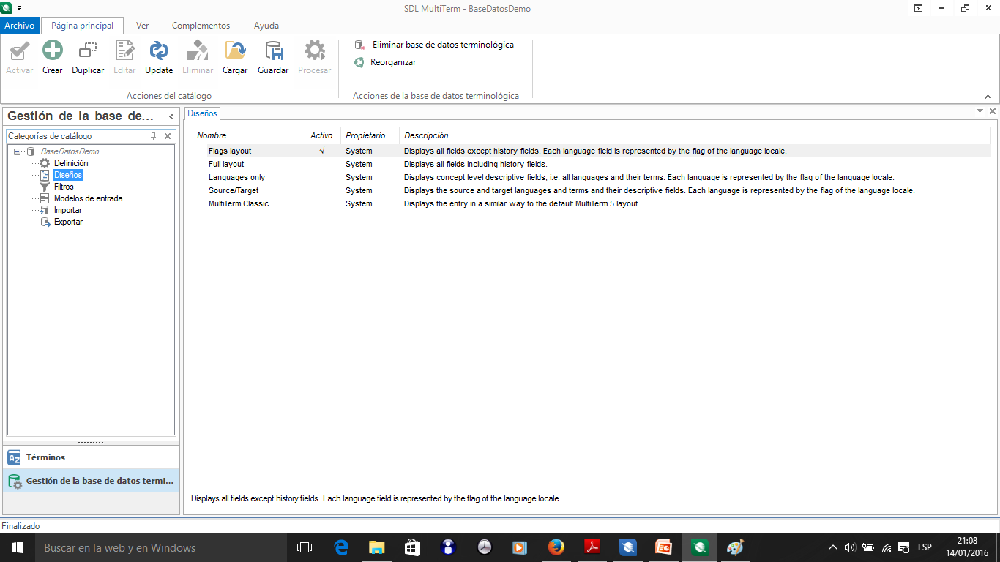 SDL MultiTerm - BaseDatosDemo
Archivo Página principal Ver Complementos Ayuda
Activar Crear Duplicar Editar Update Eliminar Cargar Guardar Procesar
Eliminar base de datos terminológica
Reorganizar
Acciones del catálogo
Acciones de la base de datos terminológica
Gestión de la base de...
Categorías de catálogo
BaseDatosDemo
Definición
Diseños
Filtros
Modelos de entrada
Importar
Exportar
AZ Términos
Gestión de la base de datos termi...
Diseños
Nombre Activo Propietario Descripción
Flags layout √ System Displays all fields except history fields. Each language field is represented by the flag of the language locale.
Full layout System Displays all fields including history fields.
Languages only System Displays concept level descriptive fields, i.e. all languages and their terms. Each language is represented by the flag of the language locale.
Source/Target System Displays the source and target languages and terms and their descriptive fields. Each language is represented by the flag of the language locale.
MultiTerm Classic System Displays the entry in a similar way to the default MultiTerm 5 layout.
Displays all fields except history fields. Each language field is represented by the flag of the language locale.
Finalizado
Buscar en la web y en Windows
ESP
21:08
14/01/2016